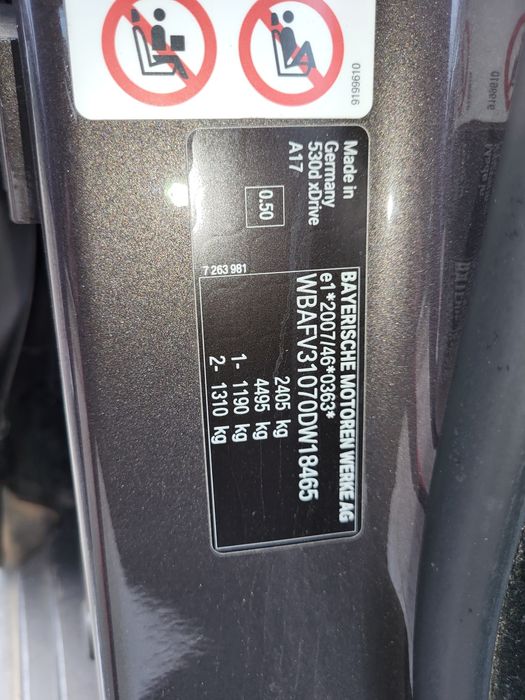 9199610
Made in
Germany
530d xDrive
A17
0.50
7 263 981
BAYERISCHE MOTOREN WERKE AG
e1*2007/46*0363*
WBAFV31070DW18465
2405 kg
4495 kg
1- 1190 kg
2- 1310 kg